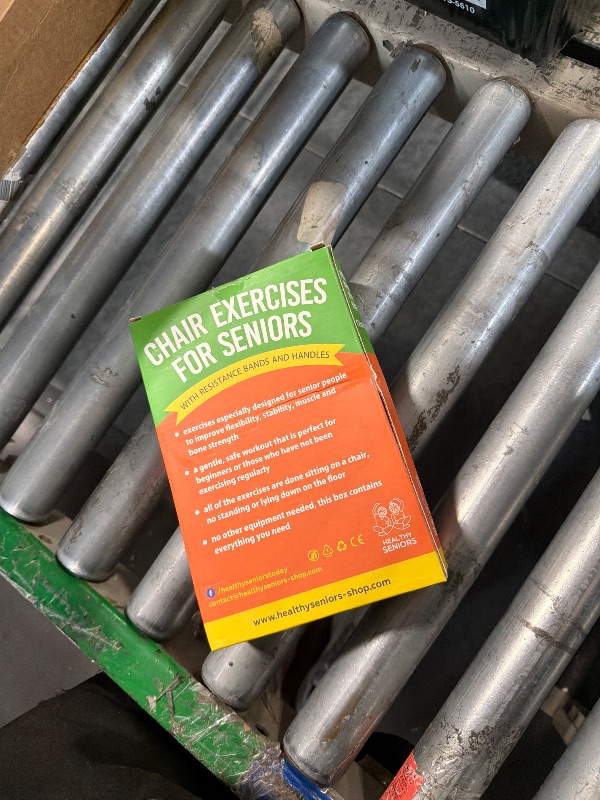 -5610
CHAIR EXERCISES
FOR SENIORS
WITH RESISTANCE BANDS AND HANDLES
• exercises especially designed for senior people
to improve flexibility, stability, muscle and
bone strength
• a gentle, safe workout that is perfect for
beginners or those who have not been
exercising regularly
• all of the exercises are done sitting on a chair,
no standing or lying down on the floor
• no other equipment needed, this box contains
everything you need
HEALTHY
SENIORS
CE
f /healthyseniorstoday
contact@healthyseniors-shop.com
www.healthyseniors-shop.com